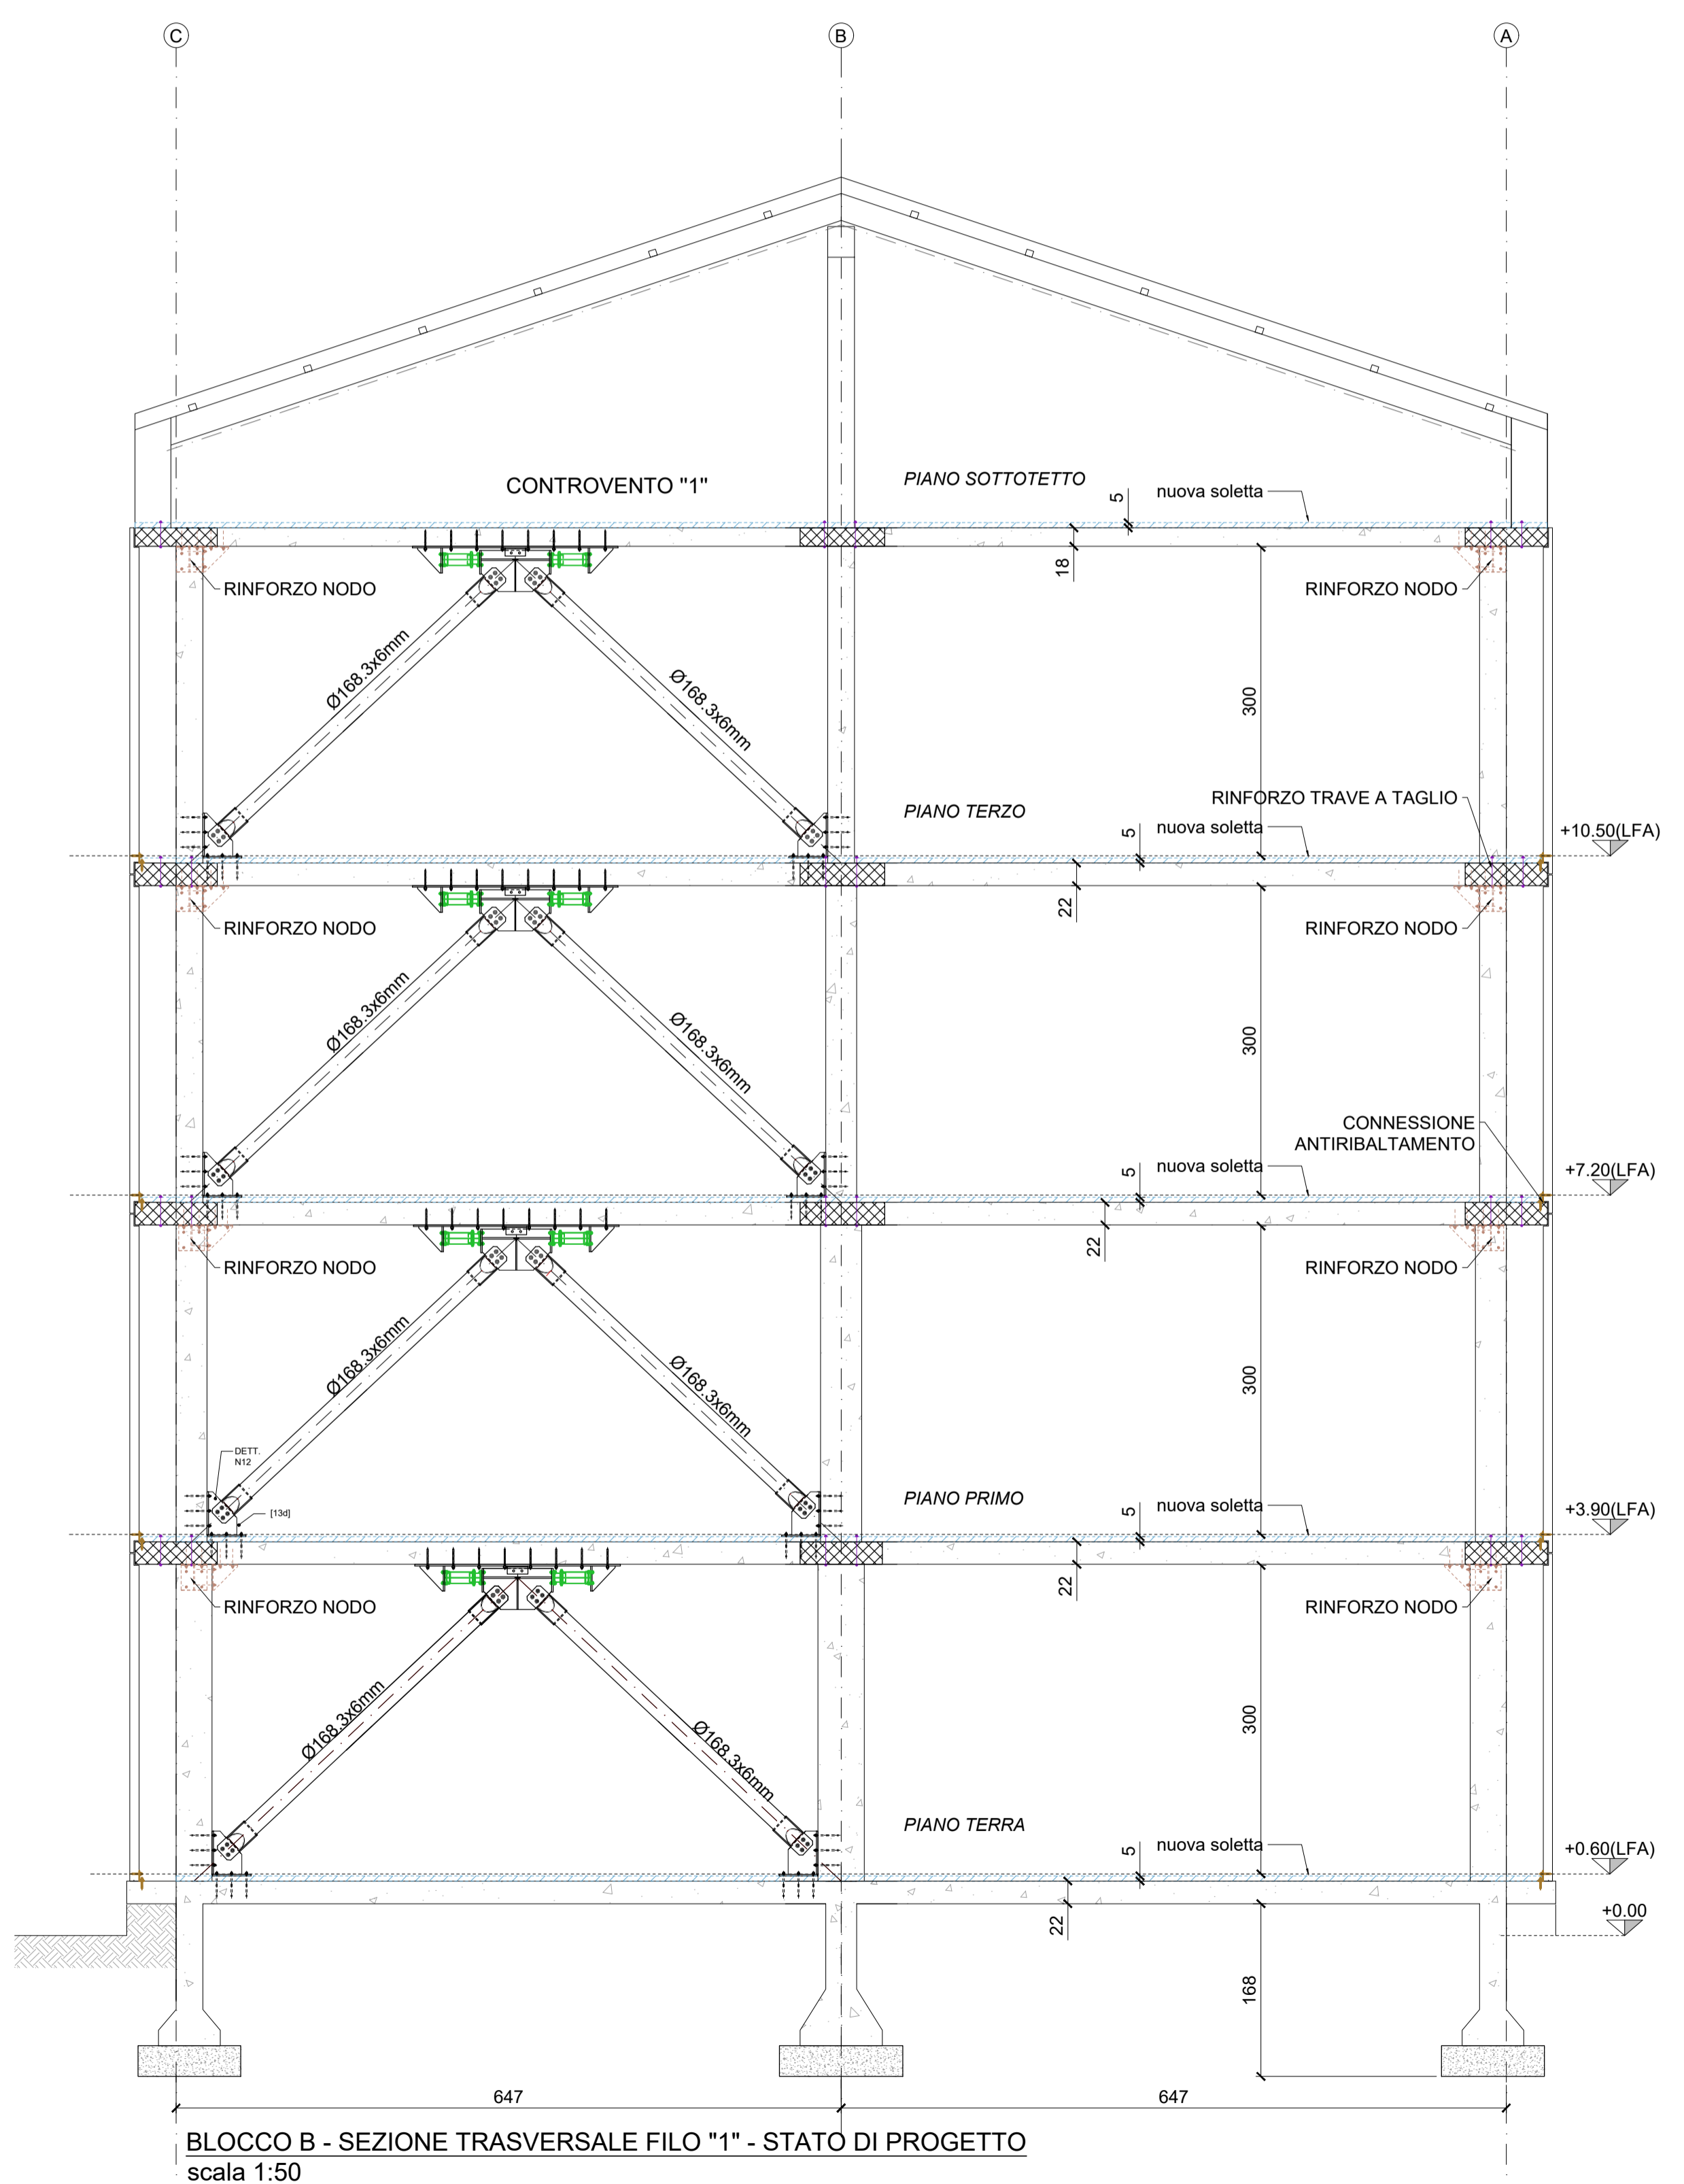 C
B
A
CONTROVENTO "1"
PIANO SOTTOTETTO
5
nuova soletta
18
RINFORZO NODO
RINFORZO NODO
Ø168.3x6mm
Ø168.3x6mm
300
RINFORZO TRAVE A TAGLIO
PIANO TERZO
5
nuova soletta
+10.50(LFA)
22
RINFORZO NODO
RINFORZO NODO
Ø168.3x6mm
Ø168.3x6mm
300
CONNESSIONE
ANTIRIBALTAMENTO
5
nuova soletta
+7.20(LFA)
22
RINFORZO NODO
RINFORZO NODO
Ø168.3x6mm
Ø168.3x6mm
300
DETT.
N12
[13d]
PIANO PRIMO
5
nuova soletta
+3.90(LFA)
22
RINFORZO NODO
RINFORZO NODO
Ø168.3x6mm
Ø168.3x6mm
300
PIANO TERRA
5
nuova soletta
+0.60(LFA)
22
+0.00
168
647
647
BLOCCO B - SEZIONE TRASVERSALE FILO "1" - STATO DI PROGETTO
scala 1:50